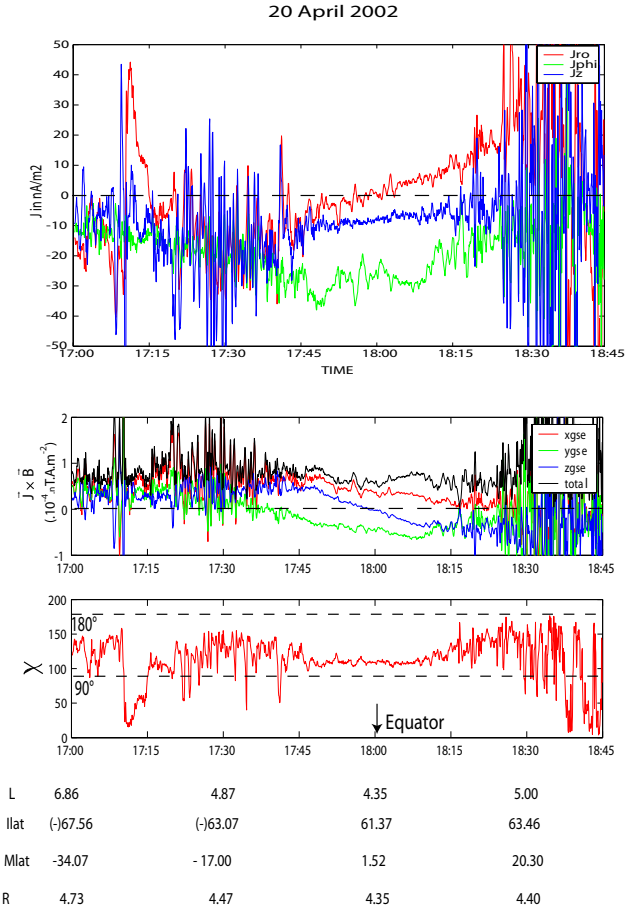 20 April 2002
J in nA/m2
50
40
30
20
10
0
-10
-20
-30
-40
-50
Jro
Jphi
Jz
17:00 17:15 17:30 17:45 18:00 18:15 18:30 18:45
TIME
J × B
(.10-4.nT.A.m-2)
2
1
0
-1
xgse
ygse
zgse
total
17:00 17:15 17:30 17:45 18:00 18:15 18:30 18:45
χ
200
150
100
50
0
180°
90°
Equator
17:00 17:15 17:30 17:45 18:00 18:15 18:30 18:45
L 6.86 4.87 4.35 5.00
Ilat (-)67.56 (-)63.07 61.37 63.46
Mlat -34.07 - 17.00 1.52 20.30
R 4.73 4.47 4.35 4.40